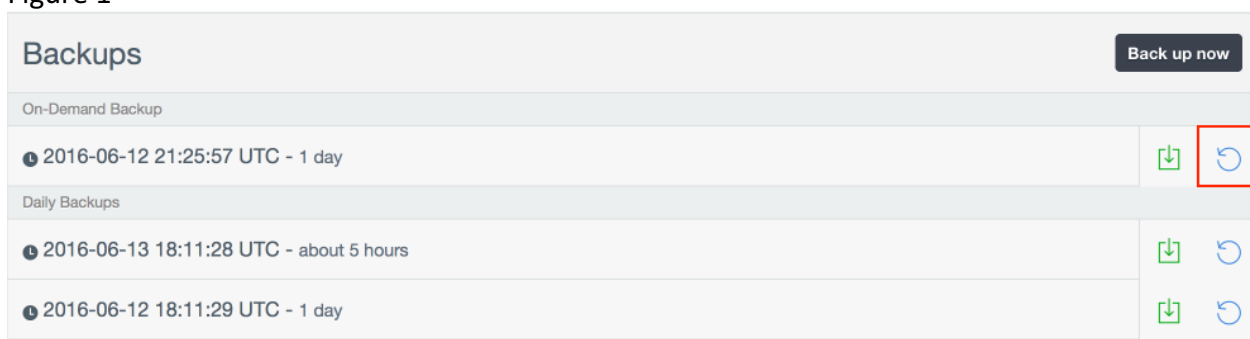 Figure 1
Backups
Back up now
On-Demand Backup
2016-06-12 21:25:57 UTC - 1 day
Daily Backups
2016-06-13 18:11:28 UTC - about 5 hours
2016-06-12 18:11:29 UTC - 1 day